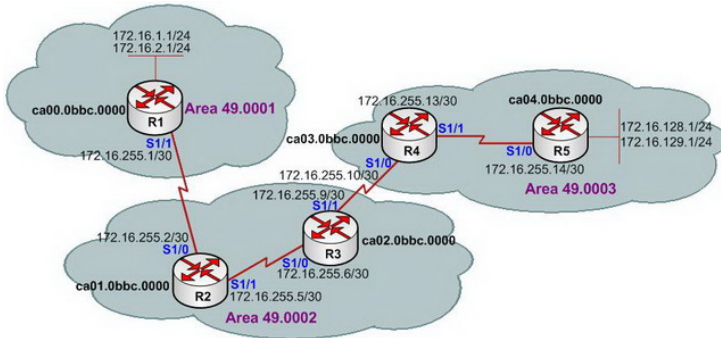 172.16.1.1/24
172.16.2.1/24
ca00.0bbc.0000
Area 49.0001
R1
S1/1
172.16.255.1/30
172.16.255.13/30
ca04.0bbc.0000
ca03.0bbc.0000
R4
S1/1
S1/0
R5
S1/0
172.16.128.1/24
172.16.129.1/24
172.16.255.14/30
Area 49.0003
172.16.255.10/30
172.16.255.9/30
S1/1
ca02.0bbc.0000
R3
S1/0
172.16.255.6/30
172.16.255.2/30
S1/0
ca01.0bbc.0000
R2
S1/1
172.16.255.5/30
Area 49.0002